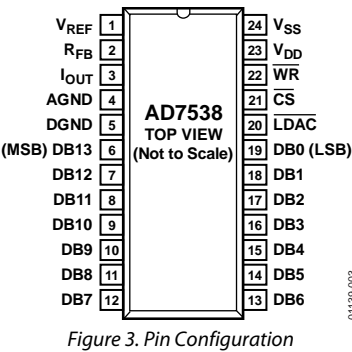 VREF 1 24 VSS
RFB 2 23 VDD
IOUT 3 22 WR
AGND 4 21 CS
DGND 5 20 LDAC
(MSB) DB13 6 19 DB0 (LSB)
DB12 7 18 DB1
DB11 8 17 DB2
DB10 9 16 DB3
DB9 10 15 DB4
DB8 11 14 DB5
DB7 12 13 DB6
AD7538
TOP VIEW
(Not to Scale)
01139-003
Figure 3. Pin Configuration